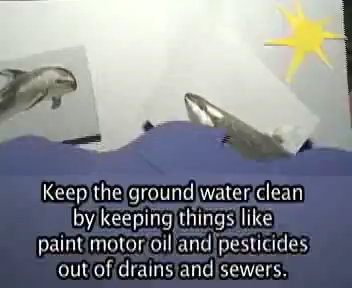 Keep the ground water clean
by keeping things like
paint motor oil and pesticides
out of drains and sewers.